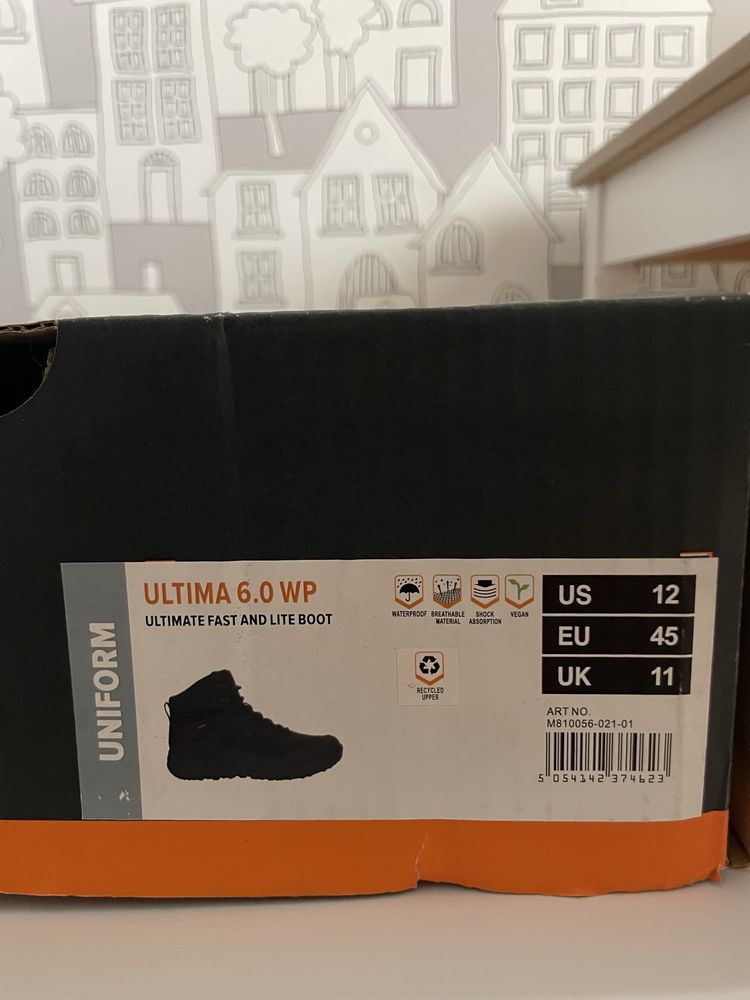 UNIFORM
ULTIMA 6.0 WP
ULTIMATE FAST AND LITE BOOT
WATERPROOF
BREATHABLE
MATERIAL
SHOCK
ABSORPTION
VEGAN
RECYCLED
UPPER
US 12
EU 45
UK 11
ART NO.
M810056-021-01
5 054142 374623